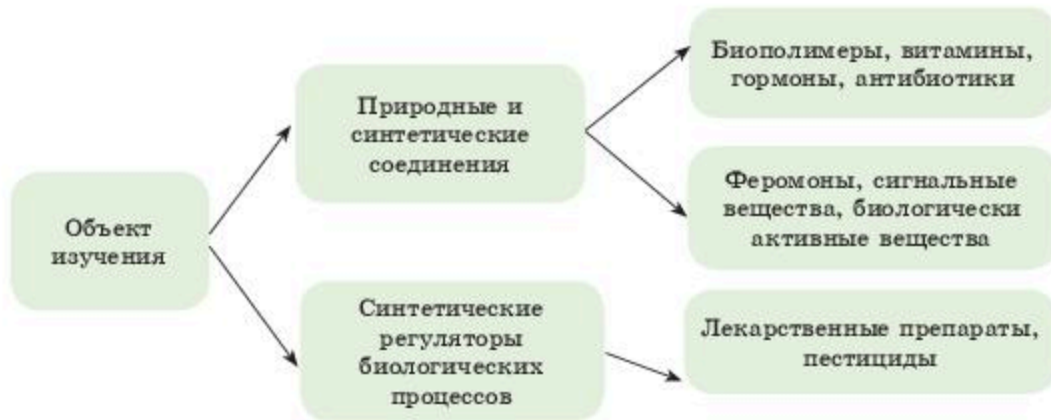 Объект
изучения
Природные и
синтетические
соединения
Биополимеры, витамины,
гормоны, антибиотики
Феромоны, сигнальные
вещества, биологически
активные вещества
Синтетические
регуляторы
биологических
процессов
Лекарственные препараты,
пестициды